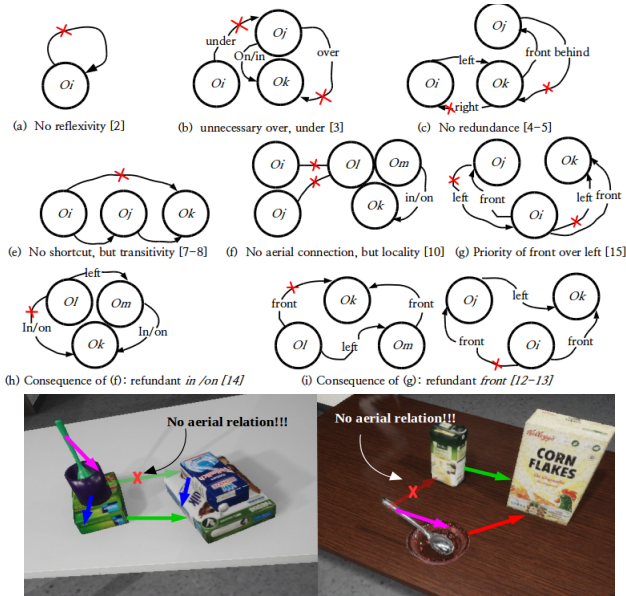 Oi
(a) No reflexivity [2]
under
Oj
On/in
over
Oi
Ok
(b) unnecessary over, under [3]
Oj
left
front behind
Oi
Ok
right
(c) No redundance [4-5]
Oi
Oj
Ok
(e) No shortcut, but transitivity [7-8]
Oi
Ol
Om
Oj
Ok
in/on
(f) No aerial connection, but locality [10]
Oj
Ok
left
front
Oi
left
front
(g) Priority of front over left [15]
left
Ol
Om
In/on
In/on
Ok
(h) Consequence of (f): refundant in /on [14]
Ok
front
front
Ol
left
Om
Oj
left
Ok
front
Oi
front
(i) Consequence of (g): refundant front [12-13]
No aerial relation!!!
X
No aerial relation!!!
X
Kellogg's
CORN
FLAKES